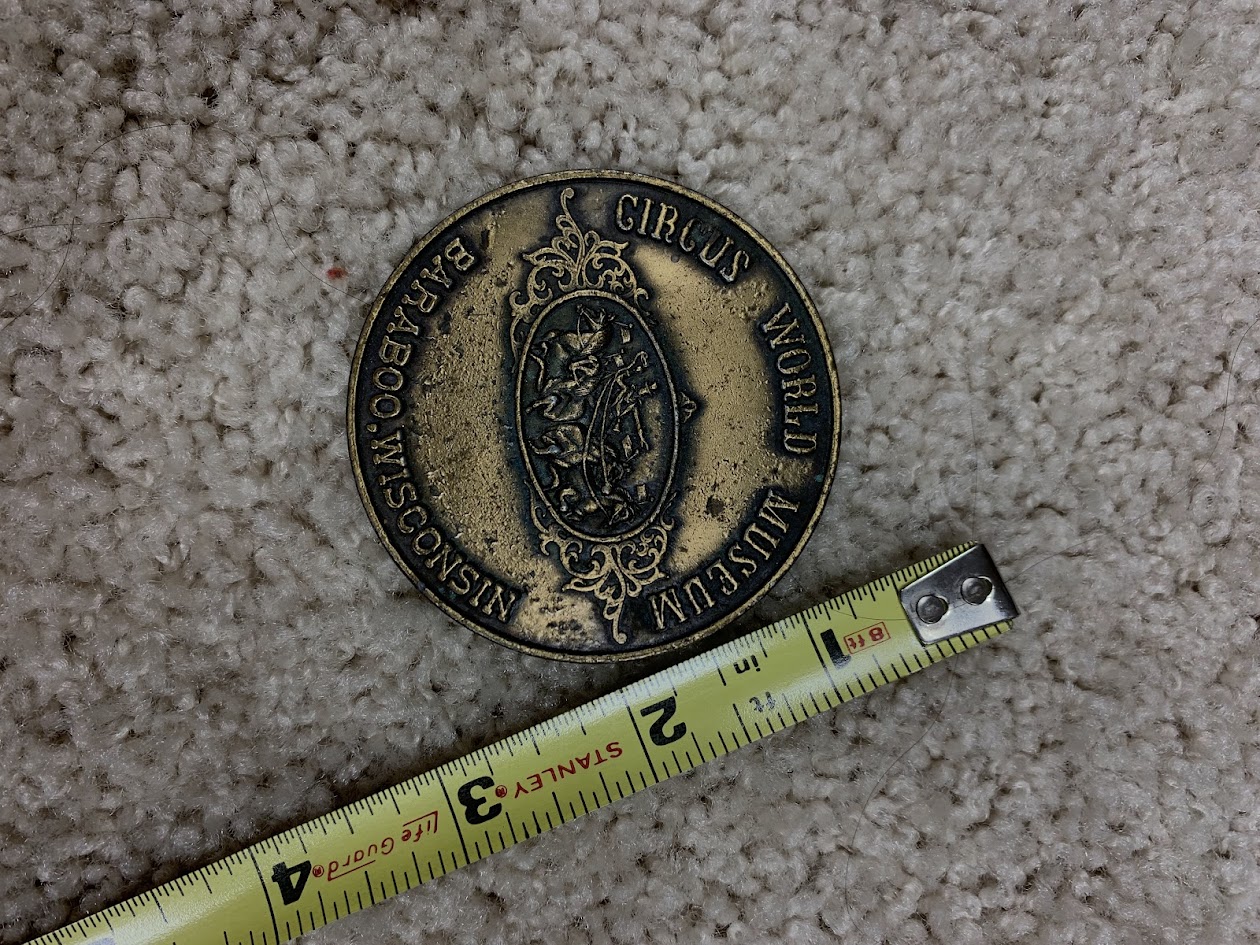 CIRCUS WORLD MUSEUM
BARABOO, WISCONSIN
8ft
1
in
ft
2
STANLEY®
3
Life Guard®
4